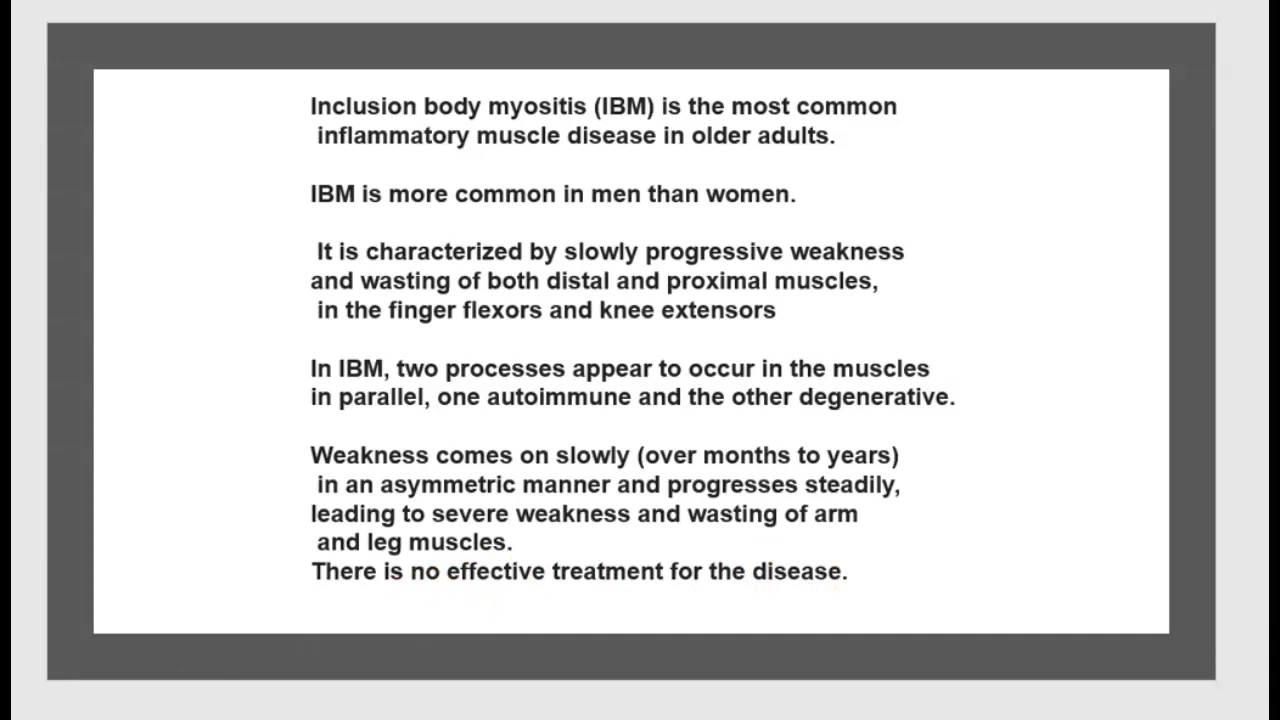 Inclusion body myositis (IBM) is the most common
inflammatory muscle disease in older adults.
IBM is more common in men than women.
It is characterized by slowly progressive weakness
and wasting of both distal and proximal muscles,
in the finger flexors and knee extensors
In IBM, two processes appear to occur in the muscles
in parallel, one autoimmune and the other degenerative.
Weakness comes on slowly (over months to years)
in an asymmetric manner and progresses steadily,
leading to severe weakness and wasting of arm
and leg muscles.
There is no effective treatment for the disease.